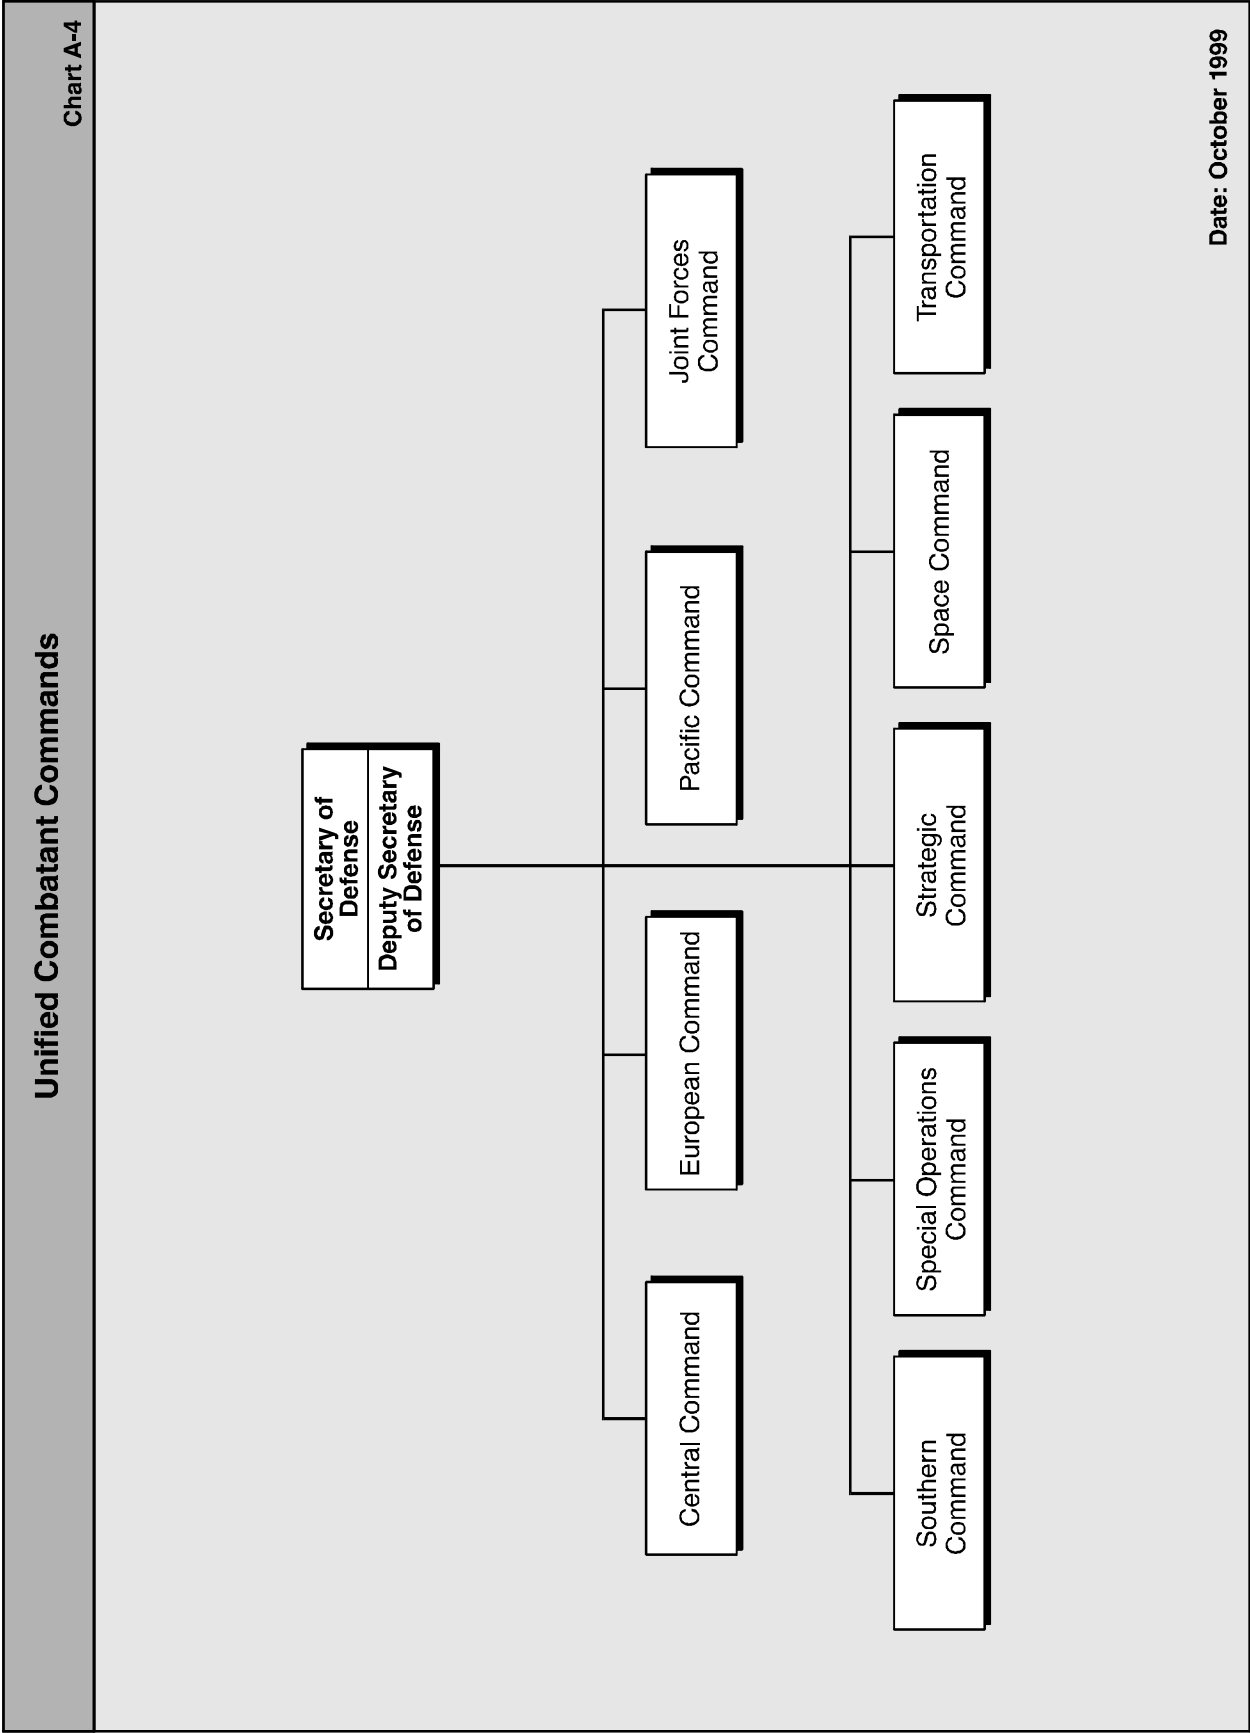 Unified Combatant Commands
Chart A-4
Secretary of
Defense
Deputy Secretary
of Defense
Central Command
European Command
Pacific Command
Joint Forces
Command
Southern
Command
Special Operations
Command
Strategic
Command
Space Command
Transportation
Command
Date: October 1999